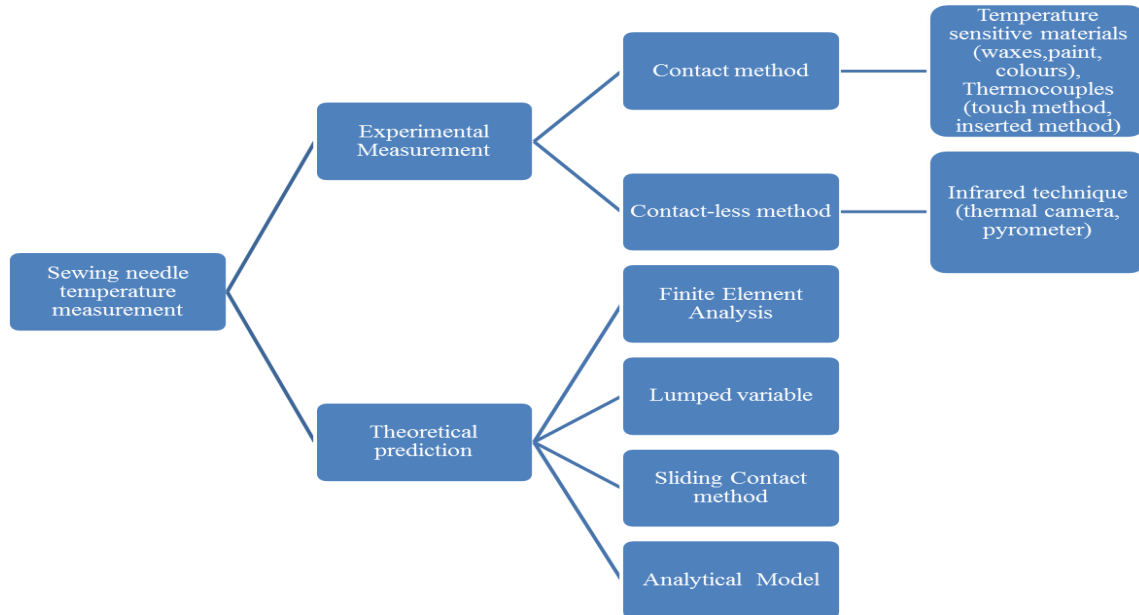 Sewing needle
temperature
measurement
Experimental
Measurement
Contact method
Temperature
sensitive materials
(waxes,paint,
colours),
Thermocouples
(touch method,
inserted method)
Contact-less method
Infrared technique
(thermal camera,
pyrometer)
Theoretical
prediction
Finite Element
Analysis
Lumped variable
Sliding Contact
method
Analytical Model